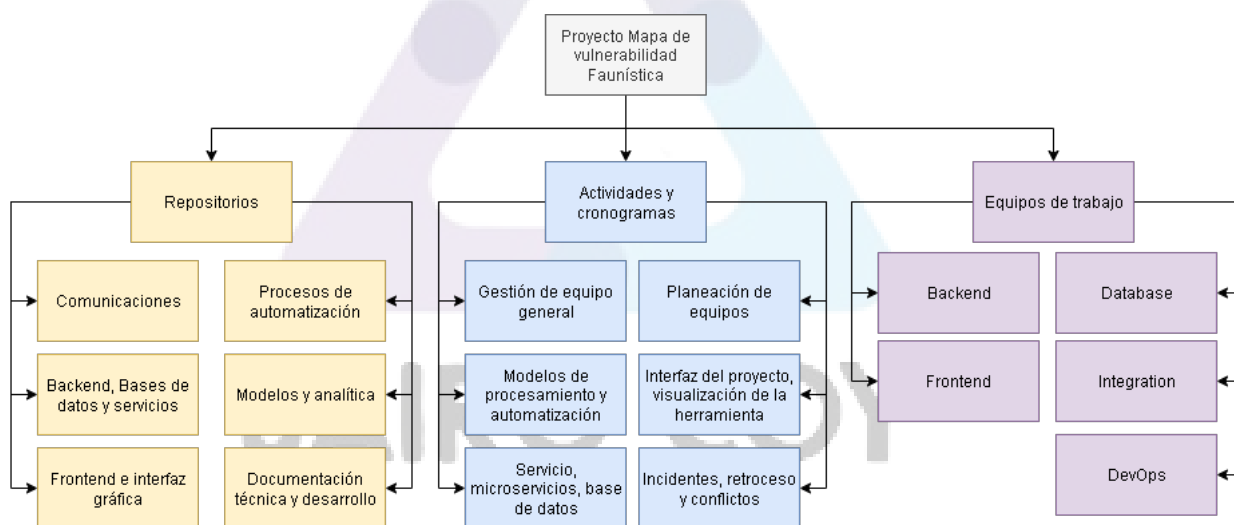 Proyecto Mapa de
vulnerabilidad
Faunística
Repositorios
Actividades y
cronogramas
Equipos de trabajo
Comunicaciones
Procesos de
automatización
Backend, Bases de
datos y servicios
Modelos y analítica
Frontend e interfaz
gráfica
Documentación
técnica y desarrollo
Gestión de equipo
general
Planeación de
equipos
Modelos de
procesamiento y
automatización
Interfaz del proyecto,
visualización de la
herramienta
Servicio,
microservicios, base
de datos
Incidentes, retroceso
y conflictos
Backend
Database
Frontend
Integration
DevOps